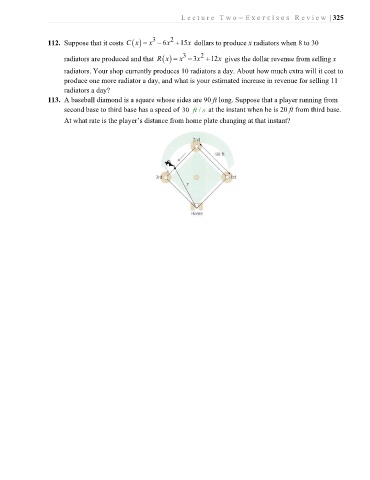 Lecture Two – Exercises Review | 325
112. Suppose that it costs C(x) = x³ − 6x² + 15x dollars to produce x radiators when 8 to 30
radiators are produced and that R(x) = x³ − 3x² + 12x gives the dollar revenue from selling x
radiators. Your shop currently produces 10 radiators a day. About how much extra will it cost to
produce one more radiator a day, and what is your estimated increase in revenue for selling 11
radiators a day?
113. A baseball diamond is a square whose sides are 90 ft long. Suppose that a player running from
second base to third base has a speed of 30 ft / s at the instant when he is 20 ft from third base.
At what rate is the player's distance from home plate changing at that instant?
2nd
90 ft
x
3rd
1st
y
Home